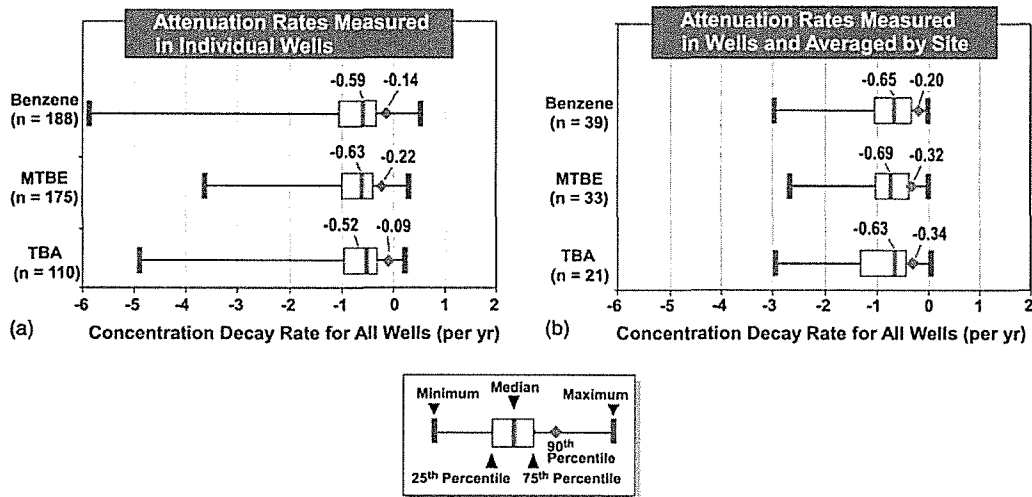 Attenuation Rates Measured
in Individual Wells
Benzene
(n = 188)
-0.59
-0.14
MTBE
(n = 175)
-0.63
-0.22
TBA
(n = 110)
-0.52
-0.09
-6 -5 -4 -3 -2 -1 0 1 2
(a)
Concentration Decay Rate for All Wells (per yr)
Attenuation Rates Measured
in Wells and Averaged by Site
Benzene
(n = 39)
-0.65
-0.20
MTBE
(n = 33)
-0.69
-0.32
TBA
(n = 21)
-0.63
-0.34
-6 -5 -4 -3 -2 -1 0 1 2
(b)
Concentration Decay Rate for All Wells (per yr)
Minimum
Median
Maximum
90th
Percentile
25th Percentile
75th Percentile